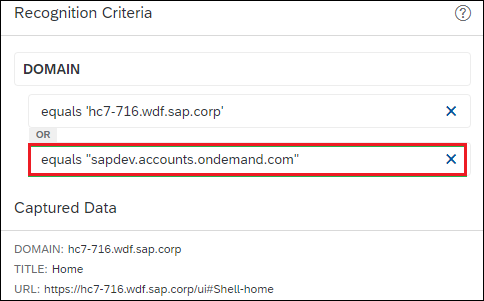 Recognition Criteria
DOMAIN
equals 'hc7-716.wdf.sap.corp'
OR
equals "sapdev.accounts.ondemand.com"
Captured Data
DOMAIN: hc7-716.wdf.sap.corp
TITLE: Home
URL: https://hc7-716.wdf.sap.corp/ui#Shell-home